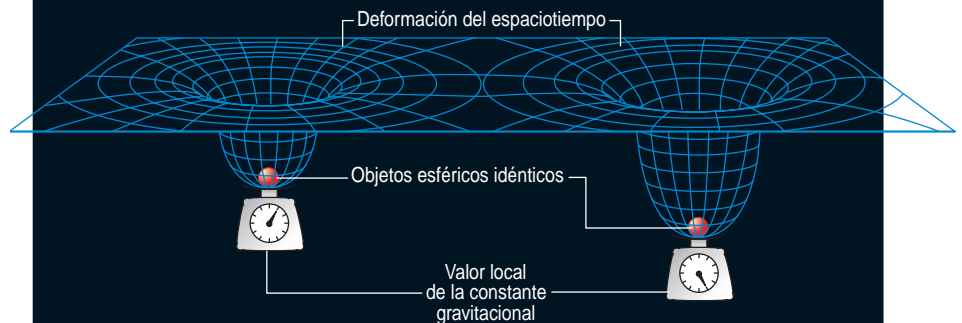 Deformación del espaciotiempo
Objetos esféricos idénticos
Valor local
de la constante
gravitacional